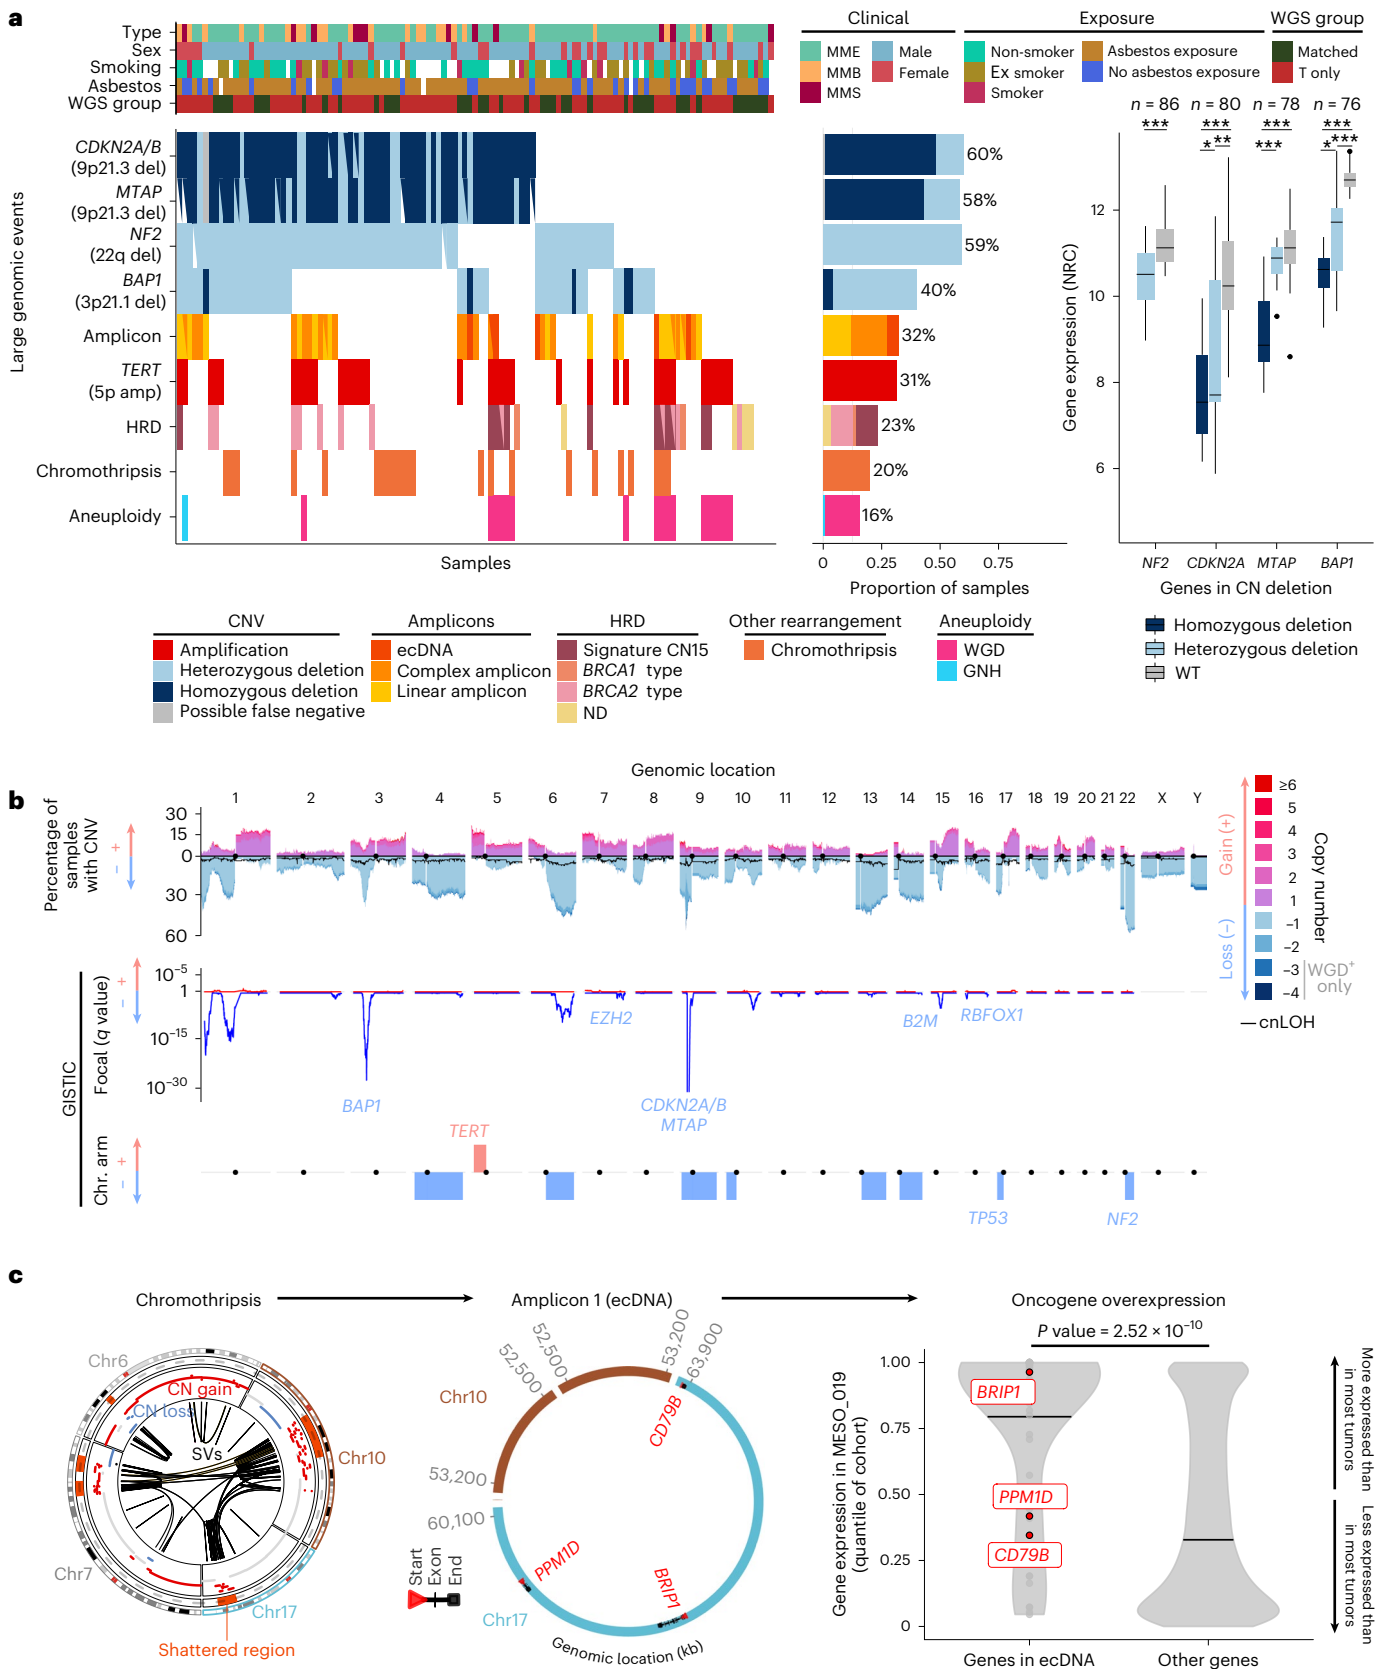 a
Type
Sex
Smoking
Asbestos
WGS group
Clinical
Exposure
WGS group
MME
Male
Non-smoker
Asbestos exposure
Matched
MMB
Female
Ex smoker
No asbestos exposure
T only
MMS
Smoker
Large genomic events
CDKN2A/B
(9p21.3 del)
MTAP
(9p21.3 del)
NF2
(22q del)
BAP1
(3p21.1 del)
Amplicon
TERT
(5p amp)
HRD
Chromothripsis
Aneuploidy
Samples
60%
58%
59%
40%
32%
31%
23%
20%
16%
0
0.25
0.50
0.75
Proportion of samples
n = 86
n = 80
n = 78
n = 76
***
***
***
***
* **
***
* ***
Gene expression (NRC)
12
10
8
6
NF2
CDKN2A
MTAP
BAP1
Genes in CN deletion
Homozygous deletion
Heterozygous deletion
WT
CNV
Amplification
Heterozygous deletion
Homozygous deletion
Possible false negative
Amplicons
ecDNA
Complex amplicon
Linear amplicon
HRD
Signature CN15
BRCA1 type
BRCA2 type
ND
Other rearrangement
Chromothripsis
Aneuploidy
WGD
GNH
b
Genomic location
1 2 3 4 5 6 7 8 9 10 11 12 13 14 15 16 17 18 19 20 21 22 X Y
Percentage of
samples
with CNV
+
–
30
15
0
30
60
GISTIC
Focal (q value)
+
–
10⁻⁵
1
10⁻¹⁵
10⁻³⁰
BAP1
EZH2
CDKN2A/B
MTAP
B2M
RBFOX1
Chr. arm
+
–
TERT
TP53
NF2
Gain (+)
Loss (–)
≥6
5
4
3
2
1
–1
–2
–3
–4
WGD⁺
only
Copy number
cnLOH
c
Chromothripsis
Amplicon 1 (ecDNA)
Oncogene overexpression
Chr6
CN gain
CN loss
SVs
Chr10
Chr7
Chr17
Shattered region
52,500
52,500
53,200
63,900
Chr10
CD79B
53,200
60,100
PPM1D
BRIP1
Chr17
Start
Exon
End
Genomic location (kb)
P value = 2.52 × 10⁻¹⁰
Gene expression in MESO_019
(quantile of cohort)
1.00
0.75
0.50
0.25
0
BRIP1
PPM1D
CD79B
Genes in ecDNA
Other genes
More expressed than
in most tumors
Less expressed than
in most tumors